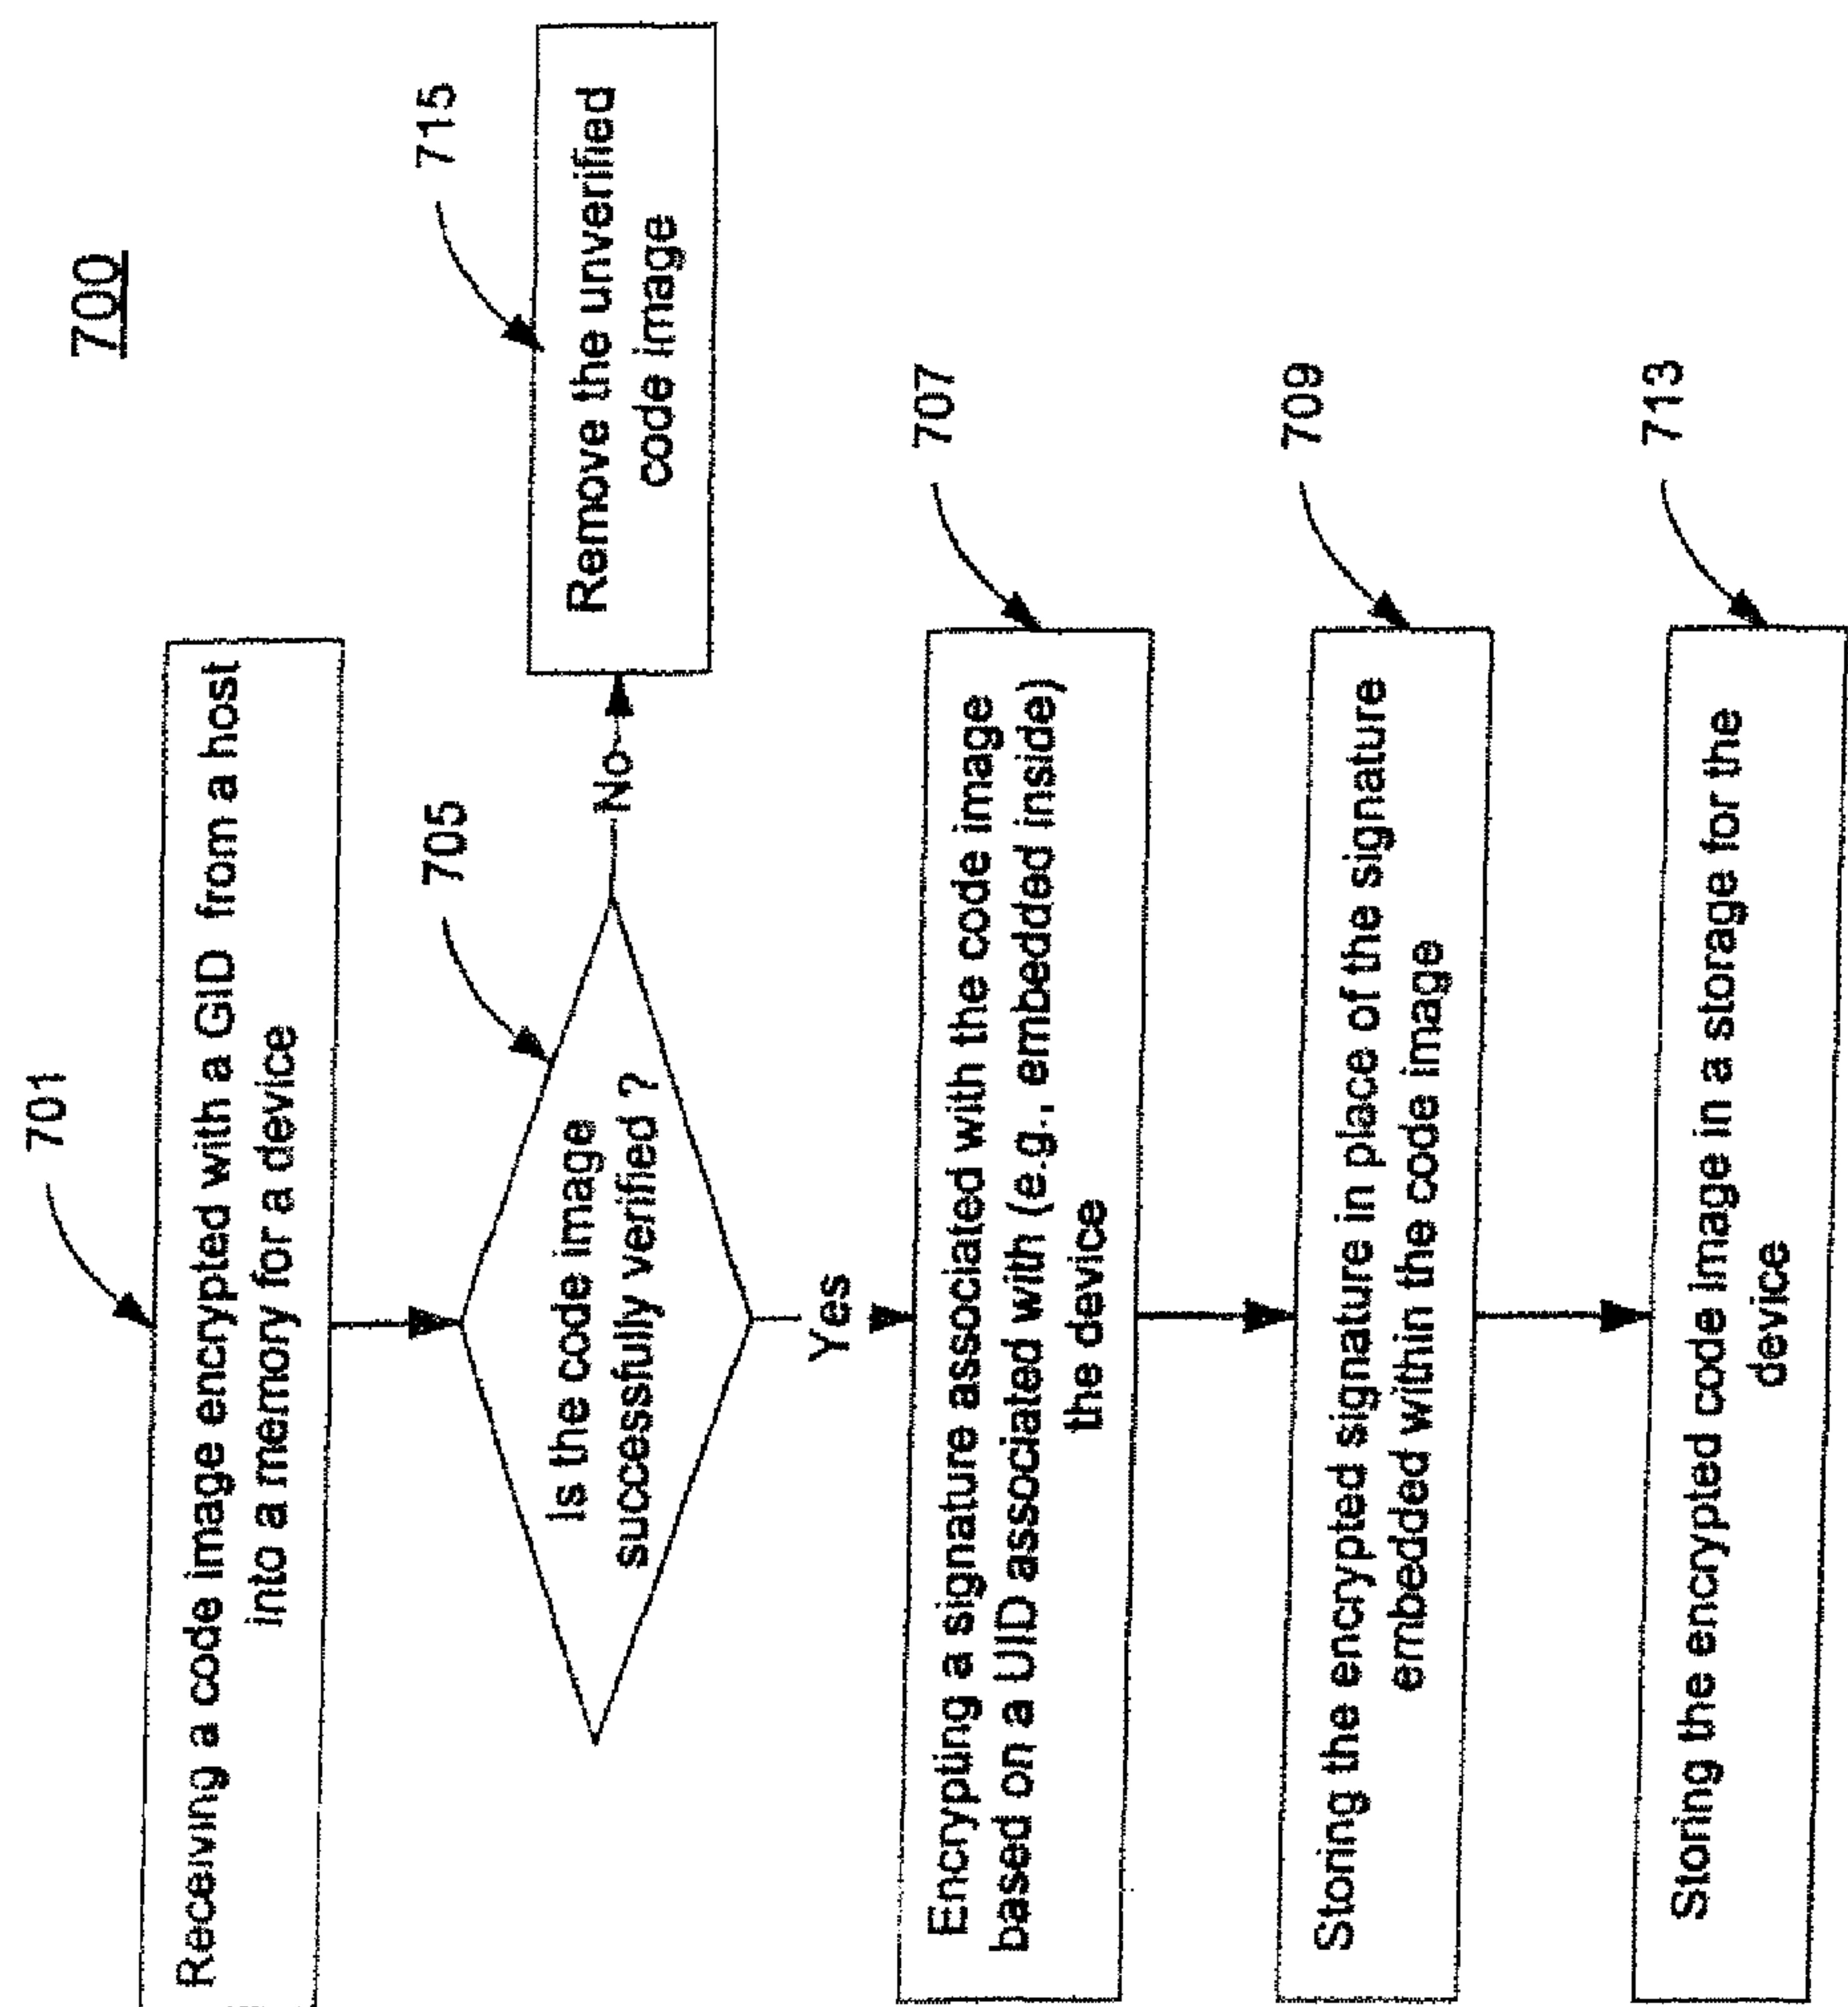 700
701
Receiving a code image encrypted with a GID from a host
into a memory for a device
705
Is the code image
successfully verified ?
No
715
Remove the unverified
code image
Yes
707
Encrypting a signature associated with the code image
based on a UID associated with (e.g., embedded inside)
the device
709
Storing the encrypted signature in place of the signature
embedded within the code image
713
Storing the encrypted code image in a storage for the
device